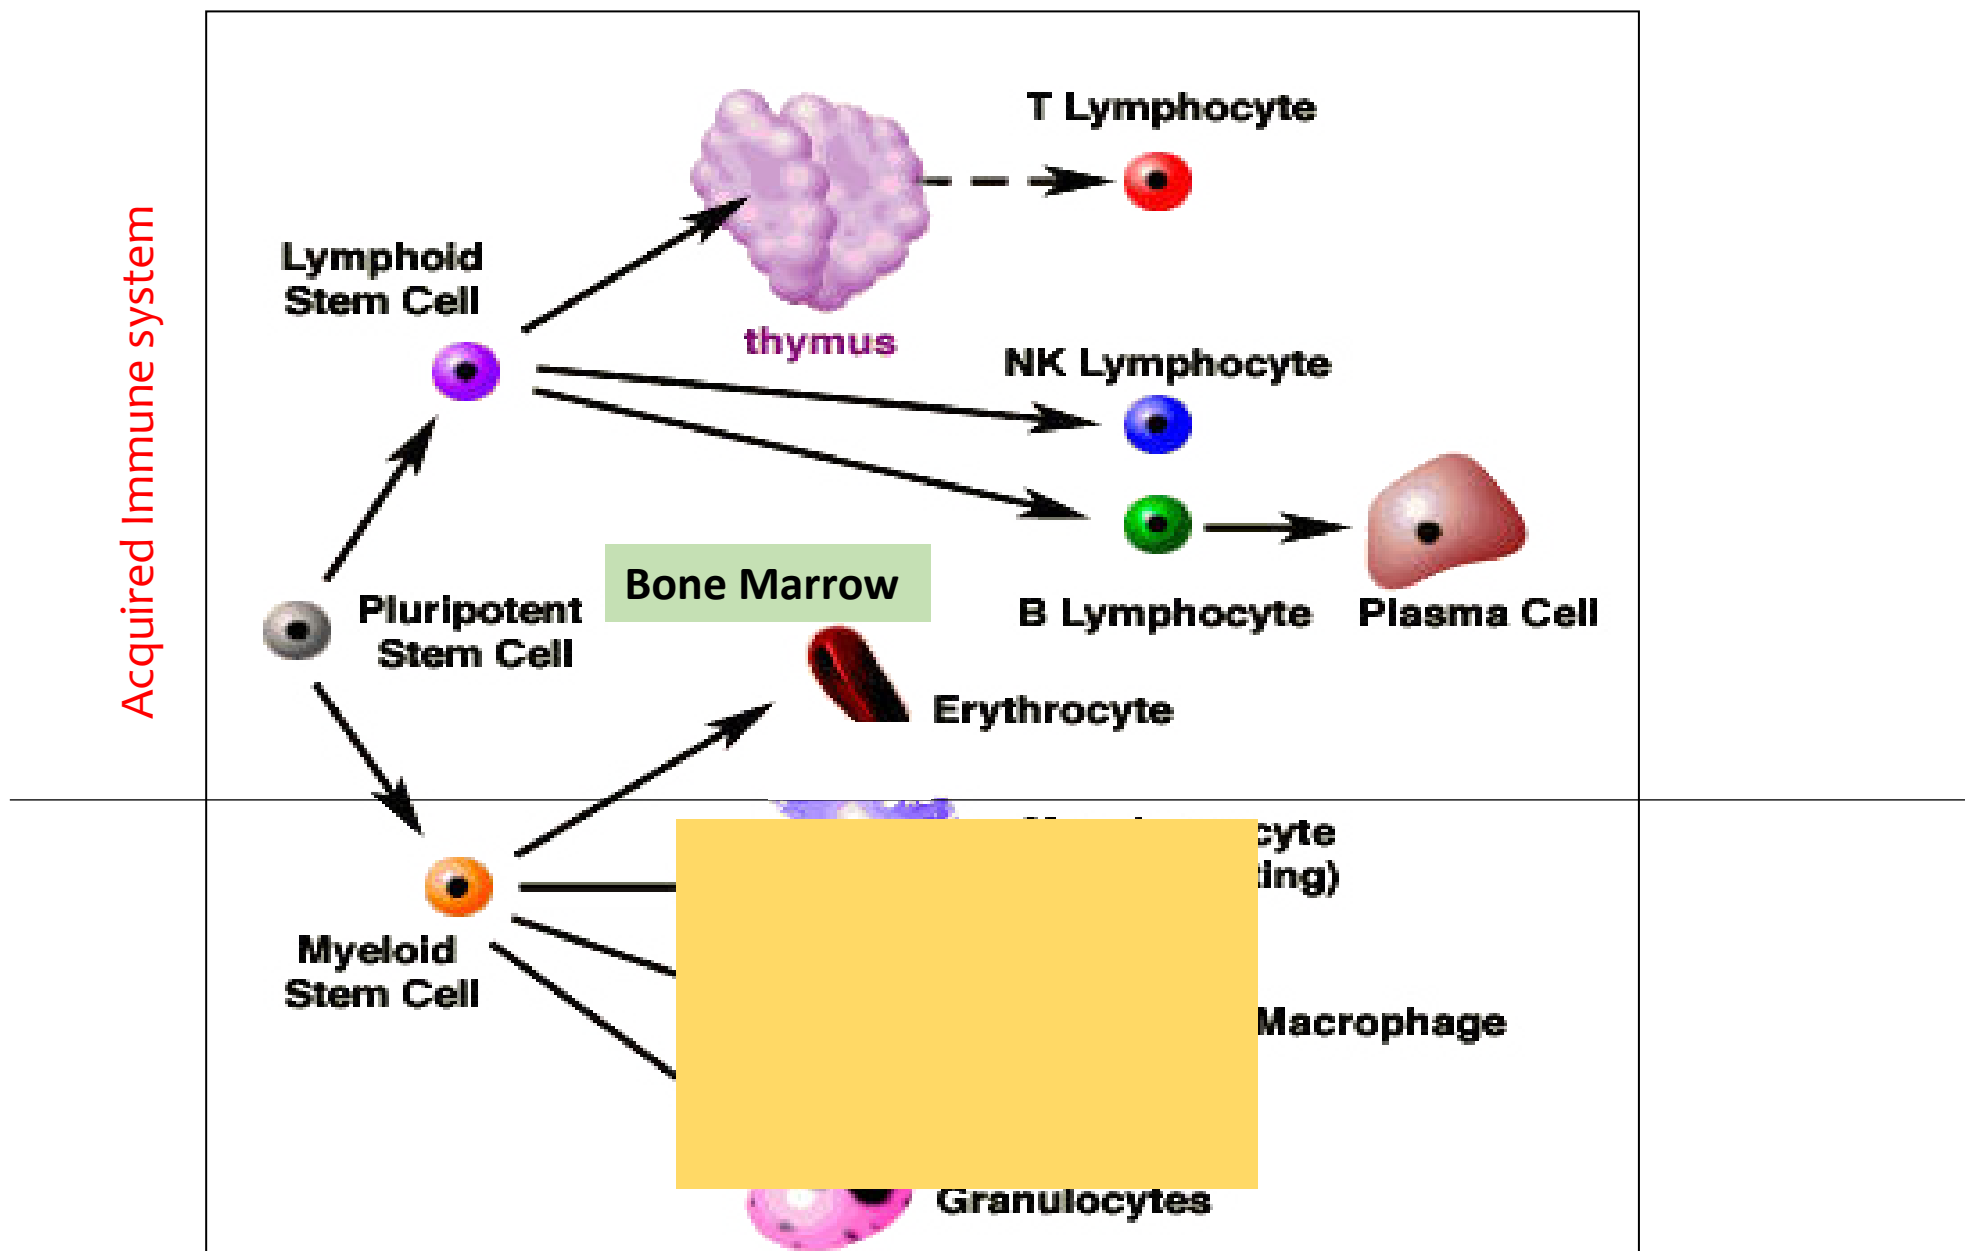 Acquired Immune system
T Lymphocyte
Lymphoid
Stem Cell
thymus
NK Lymphocyte
Bone Marrow
Pluripotent
Stem Cell
B Lymphocyte
Plasma Cell
Erythrocyte
Myeloid
Stem Cell
Macrophage
Granulocytes